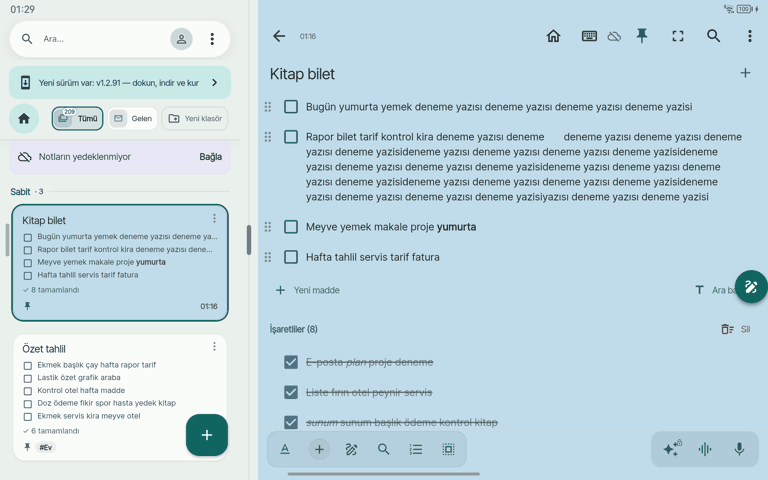 01:29
100
Ara...
Yeni sürüm var: v1.2.91 — dokun, indir ve kur
209
Tümü
Gelen
Yeni klasör
Notların yedeklenmiyor
Bağla
Sabit · 3
Kitap bilet
Bugün yumurta yemek deneme yazısı deneme ya...
Rapor bilet tarif kontrol kira deneme yazısı dene...
Meyve yemek makale proje yumurta
Hafta tahlil servis tarif fatura
✓ 8 tamamlandı
01:16
Özet tahlil
Ekmek başlık çay hafta rapor tarif
Lastik özet grafik araba
Kontrol otel hafta madde
Doz ödeme fikir spor hasta yedek kitap
Ekmek servis kira meyve otel
✓ 6 tamamlandı
#Ev
01:16
Kitap bilet
Bugün yumurta yemek deneme yazısı deneme yazısı deneme yazısı deneme yazisi
Rapor bilet tarif kontrol kira deneme yazısı deneme deneme yazısı deneme yazısı deneme
yazısı deneme yazisideneme yazısı deneme yazısı deneme yazısı deneme yazisideneme
yazısı deneme yazısı deneme yazısı deneme yazisideneme yazısı deneme yazısı deneme
yazısı deneme yazisideneme yazısı deneme yazısı deneme yazısı deneme yazisideneme
yazısı deneme yazısı deneme yazısı deneme yazisiyazısı deneme yazısı deneme yazisi
Meyve yemek makale proje yumurta
Hafta tahlil servis tarif fatura
Yeni madde
Ara
İşaretliler (8)
Sil
E-posta plan proje deneme
Liste fırın otel peynir servis
sunum sunum başlık ödeme kontrol kitap